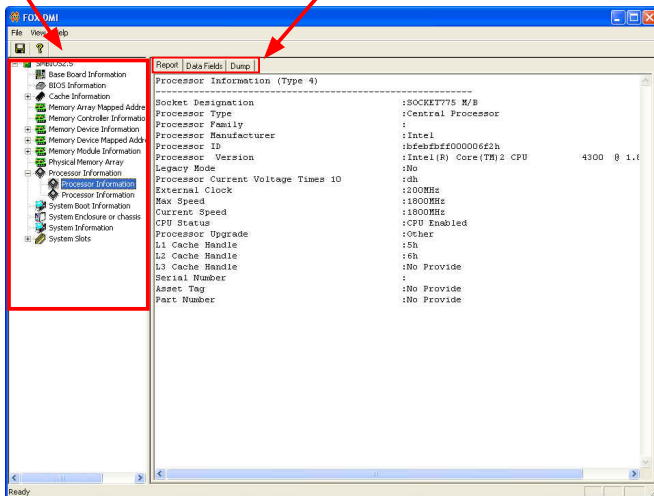 FOX DMI
File View Help
SMBIOS2.5
Base Board Information
BIOS Information
Cache Information
Memory Array Mapped Addre
Memory Controller Informatio
Memory Device Information
Memory Device Mapped Addre
Memory Module Information
Physical Memory Array
Processor Information
Processor Information
Processor Information
System Boot Information
System Enclosure or chassis
System Information
System Slots
Report Data Fields Dump
Processor Information (Type 4)
Socket Designation :SOCKET775 M/B
Processor Type :Central Processor
Processor Family :
Processor Manufacturer :Intel
Processor ID :bfebfbff000006f2h
Processor Version :Intel(R) Core(TM)2 CPU 4300 @ 1.8
Legacy Mode :No
Processor Current Voltage Times 10 :dh
External Clock :200MHz
Max Speed :1800MHz
Current Speed :1800MHz
CPU Status :CPU Enabled
Processor Upgrade :Other
L1 Cache Handle :5h
L2 Cache Handle :6h
L3 Cache Handle :No Provide
Serial Number :
Asset Tag :No Provide
Part Number :No Provide
Ready